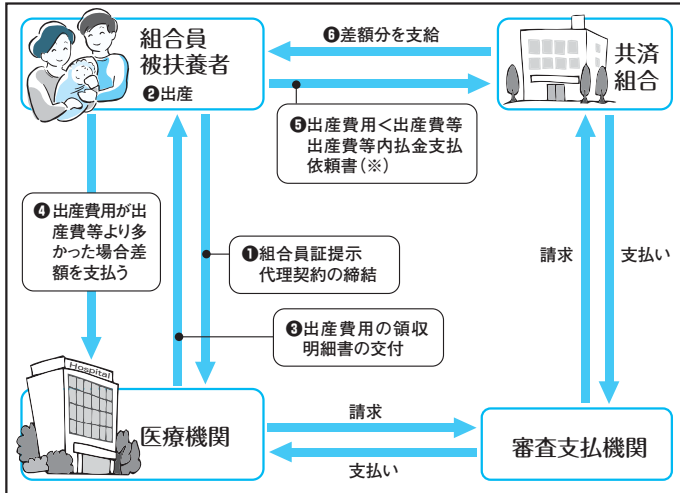 組合員
被扶養者
❷出産
❻差額分を支給
共済
組合
❺出産費用＜出産費等
出産費等内払金支払
依頼書(※)
❹出産費用が出
産費等より多
かった場合差
額を支払う
❶組合員証提示
代理契約の締結
請求
支払い
❸出産費用の領収
明細書の交付
Hospital
医療機関
請求
支払い
審査支払機関